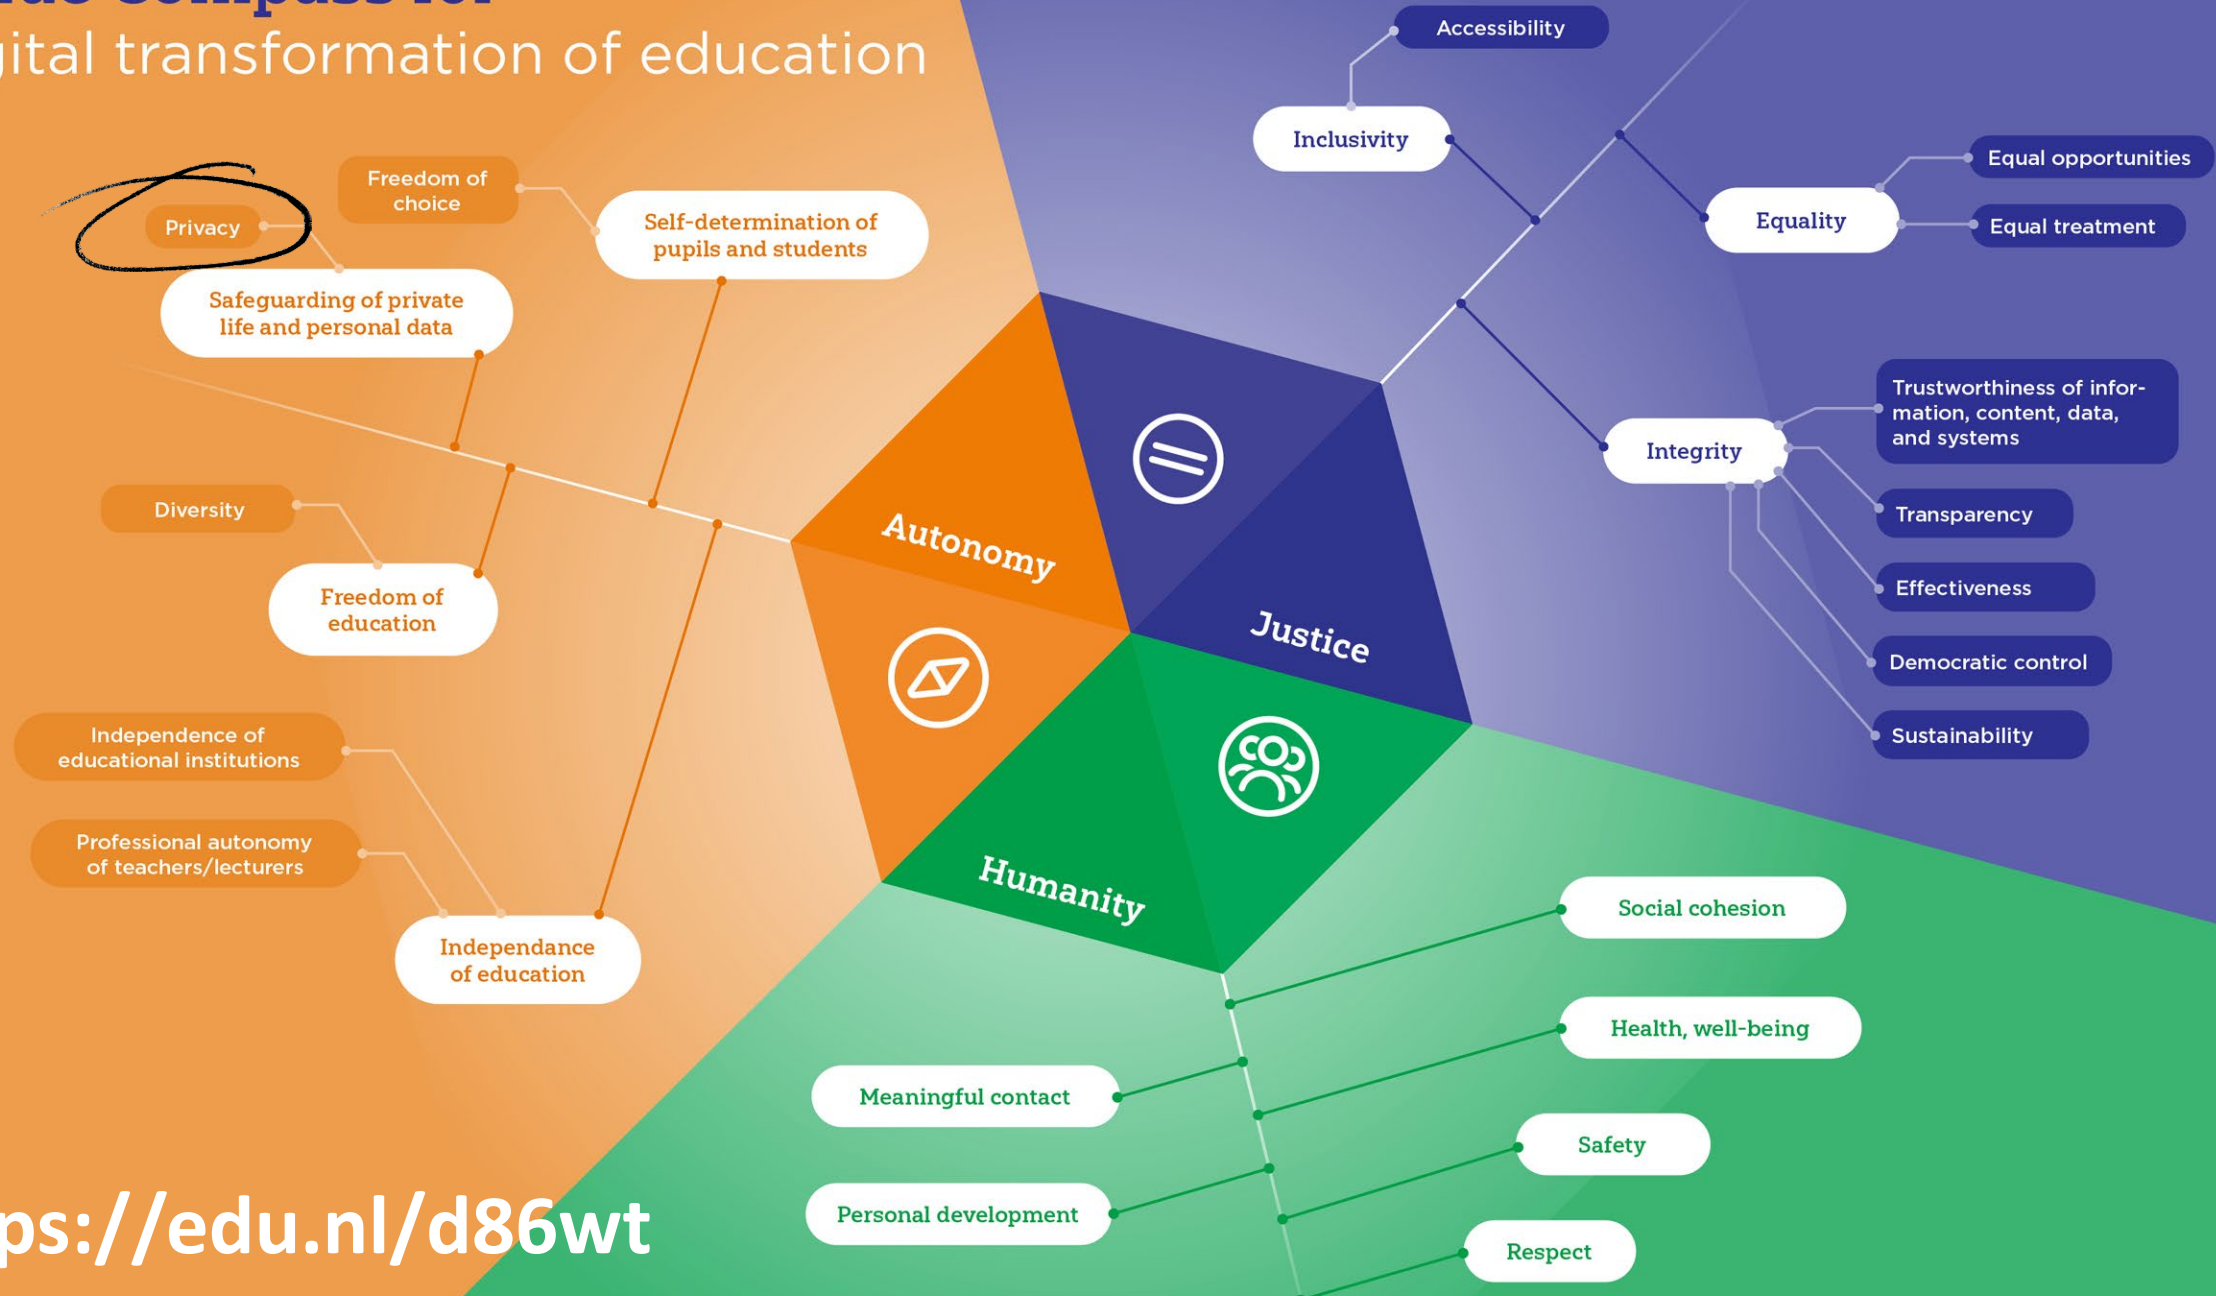 Compass for
gital transformation of education
Privacy
Freedom of
choice
Self-determination of
pupils and students
Safeguarding of private
life and personal data
Diversity
Freedom of
education
Independence of
educational institutions
Professional autonomy
of teachers/lecturers
Independance
of education
Autonomy
Accessibility
Inclusivity
Equality
Equal opportunities
Equal treatment
Integrity
Trustworthiness of infor-
mation, content, data,
and systems
Transparency
Effectiveness
Democratic control
Sustainability
Justice
Humanity
Social cohesion
Health, well-being
Meaningful contact
Safety
Personal development
Respect
ps://edu.nl/d86wt